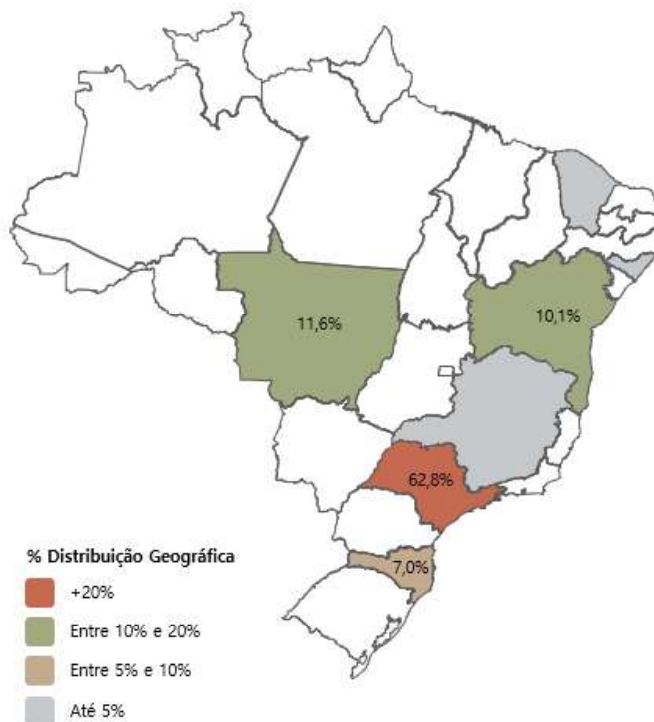 11,6%
10,1%
62,8%
7,0%
% Distribuição Geográfica
+20%
Entre 10% e 20%
Entre 5% e 10%
Até 5%